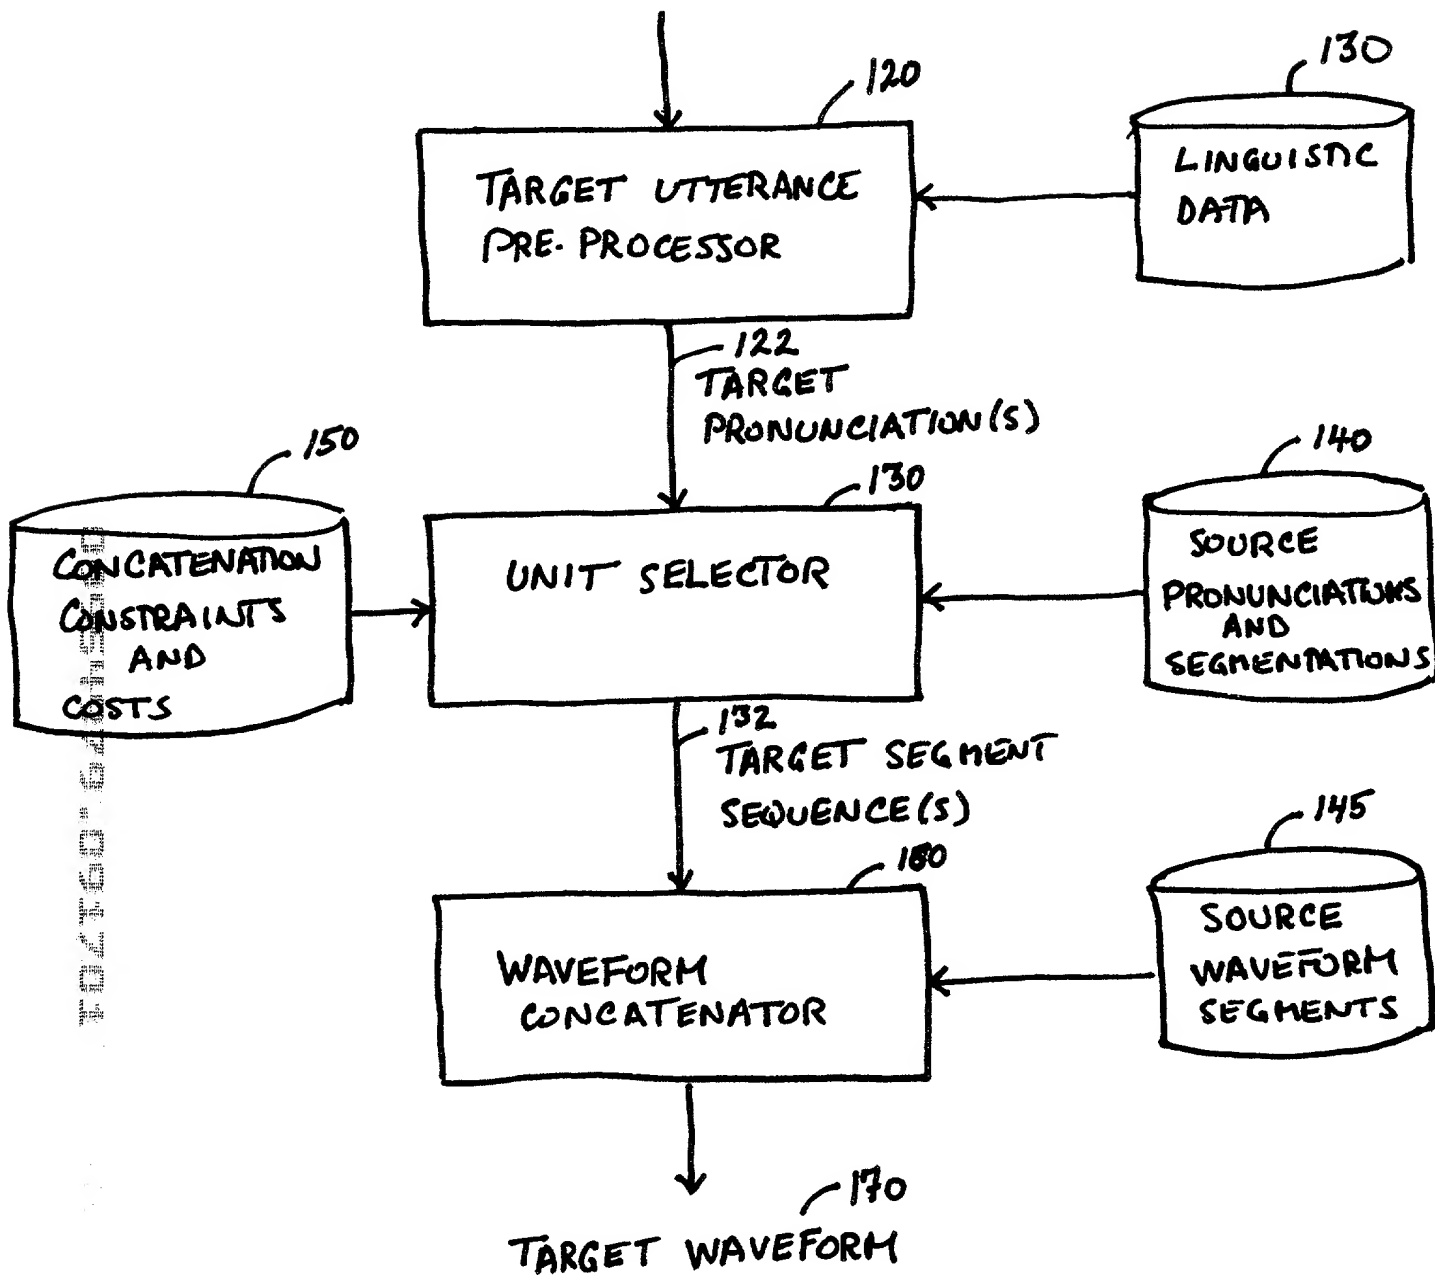 120
130
TARGET UTTERANCE
PRE-PROCESSOR
LINGUISTIC
DATA
122
TARGET
PRONUNCIATION(S)
150
130
140
CONCATENATION
CONSTRAINTS
AND
COSTS
UNIT SELECTOR
SOURCE
PRONUNCIATIONS
AND
SEGMENTATIONS
132
TARGET SEGMENT
SEQUENCE(S)
145
WAVEFORM
CONCATENATOR
SOURCE
WAVEFORM
SEGMENTS
170
TARGET WAVEFORM